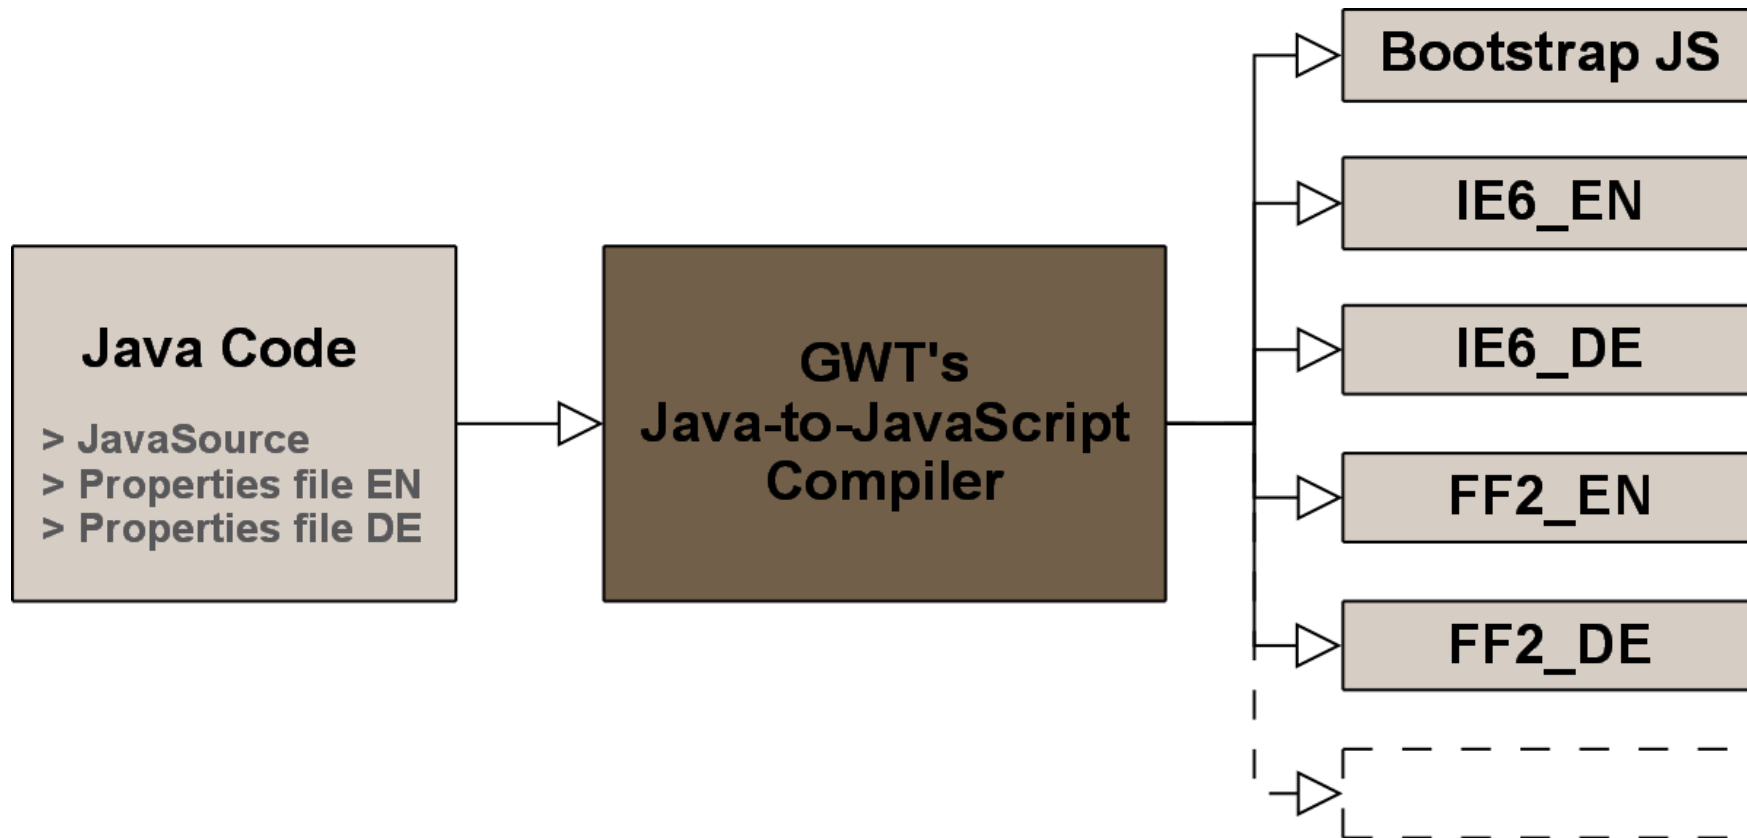 Java Code
> JavaSource
> Properties file EN
> Properties file DE
GWT's
Java-to-JavaScript
Compiler
Bootstrap JS
IE6_EN
IE6_DE
FF2_EN
FF2_DE